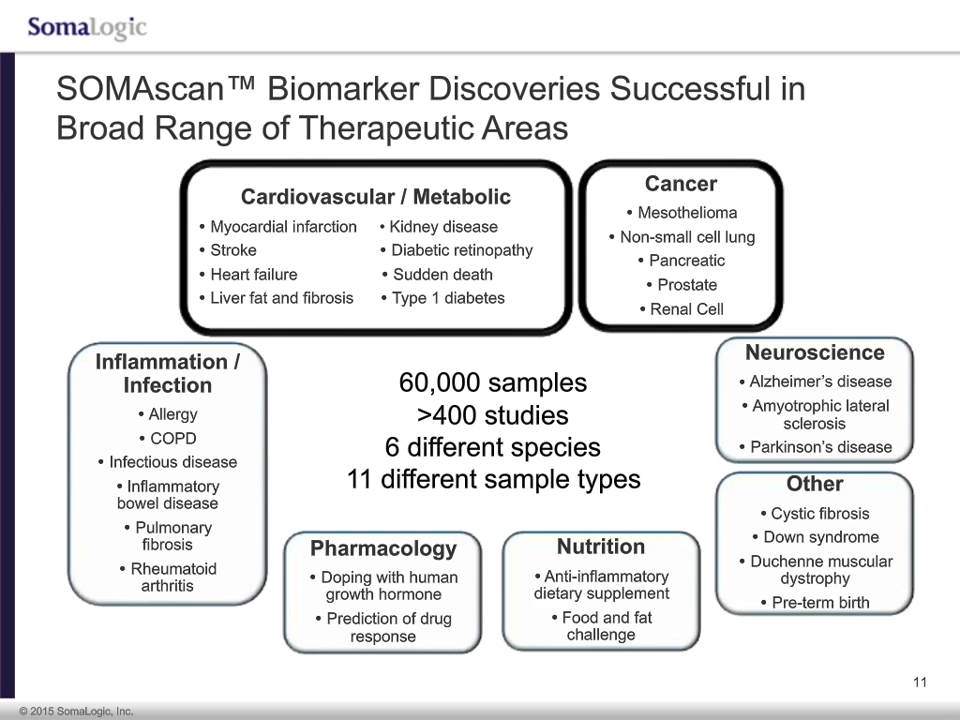 SomaLogic
SOMAscan™ Biomarker Discoveries Successful in
Broad Range of Therapeutic Areas
Cardiovascular / Metabolic
• Myocardial infarction
• Stroke
• Heart failure
• Liver fat and fibrosis
• Kidney disease
• Diabetic retinopathy
• Sudden death
• Type 1 diabetes
Cancer
• Mesothelioma
• Non-small cell lung
• Pancreatic
• Prostate
• Renal Cell
Inflammation /
Infection
• Allergy
• COPD
• Infectious disease
• Inflammatory
bowel disease
• Pulmonary
fibrosis
• Rheumatoid
arthritis
60,000 samples
>400 studies
6 different species
11 different sample types
Neuroscience
• Alzheimer's disease
• Amyotrophic lateral
sclerosis
• Parkinson's disease
Other
• Cystic fibrosis
• Down syndrome
• Duchenne muscular
dystrophy
• Pre-term birth
Pharmacology
• Doping with human
growth hormone
• Prediction of drug
response
Nutrition
• Anti-inflammatory
dietary supplement
• Food and fat
challenge
11
© 2015 SomaLogic, Inc.